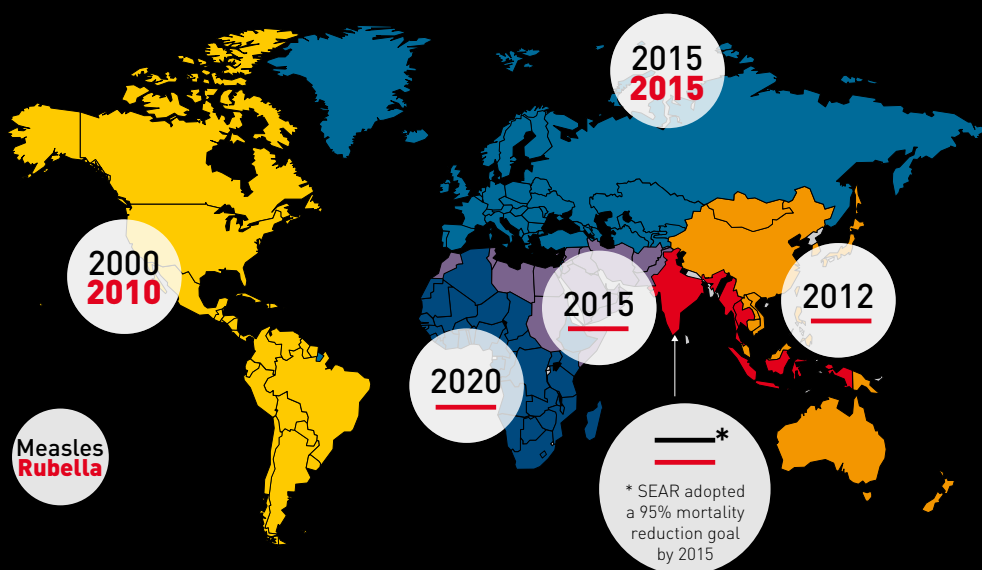 2015
2015
2000
2010
2015
2012
2020
Measles
Rubella
*
* SEAR adopted
a 95% mortality
reduction goal
by 2015